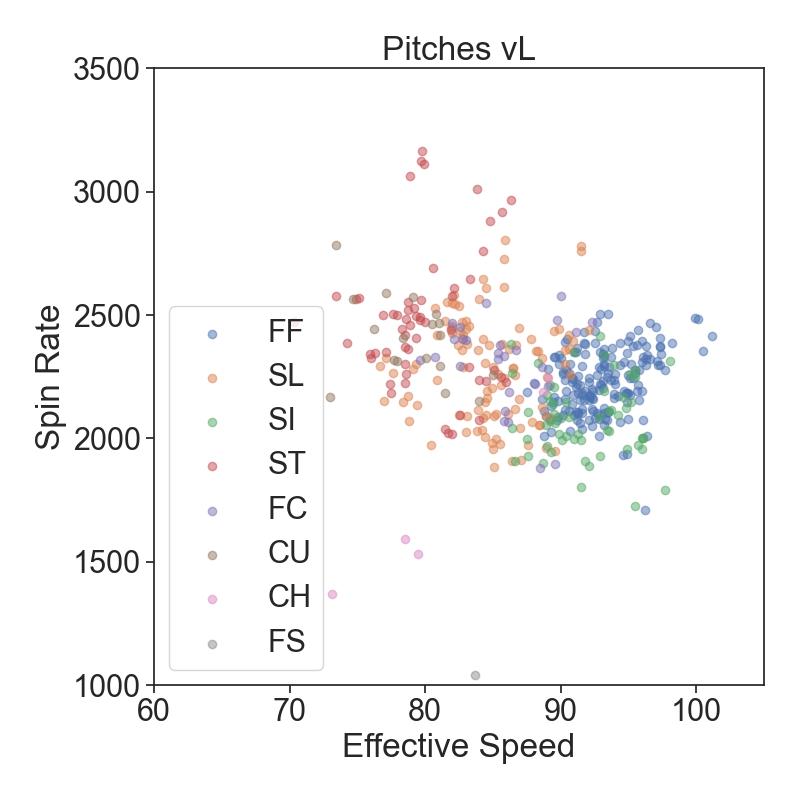 Pitches vL
3500
3000
2500
2000
1500
1000
Spin Rate
FF
SL
SI
ST
FC
CU
CH
FS
60 70 80 90 100
Effective Speed